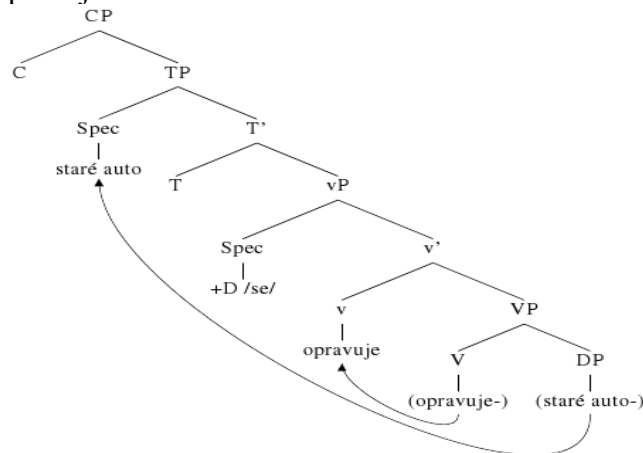 CP
C TP
Spec T’
staré auto T vP
Spec v’
+D /se/ v VP
opravuje V DP
(opravuje-) (staré auto-)